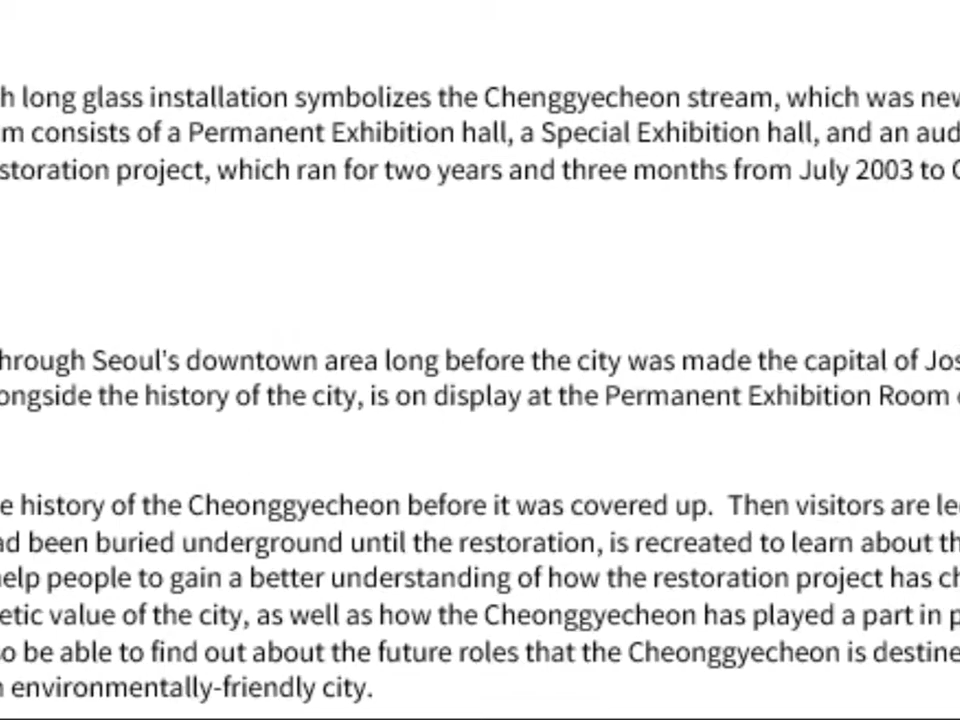 h long glass installation symbolizes the Chenggyecheon stream, which was new
m consists of a Permanent Exhibition hall, a Special Exhibition hall, and an aud
storation project, which ran for two years and three months from July 2003 to
hrough Seoul's downtown area long before the city was made the capital of Jos
ongside the history of the city, is on display at the Permanent Exhibition Room
e history of the Cheonggyecheon before it was covered up. Then visitors are le
ad been buried underground until the restoration, is recreated to learn about th
help people to gain a better understanding of how the restoration project has ch
etic value of the city, as well as how the Cheonggyecheon has played a part in p
so be able to find out about the future roles that the Cheonggyecheon is destine
environmentally-friendly city.